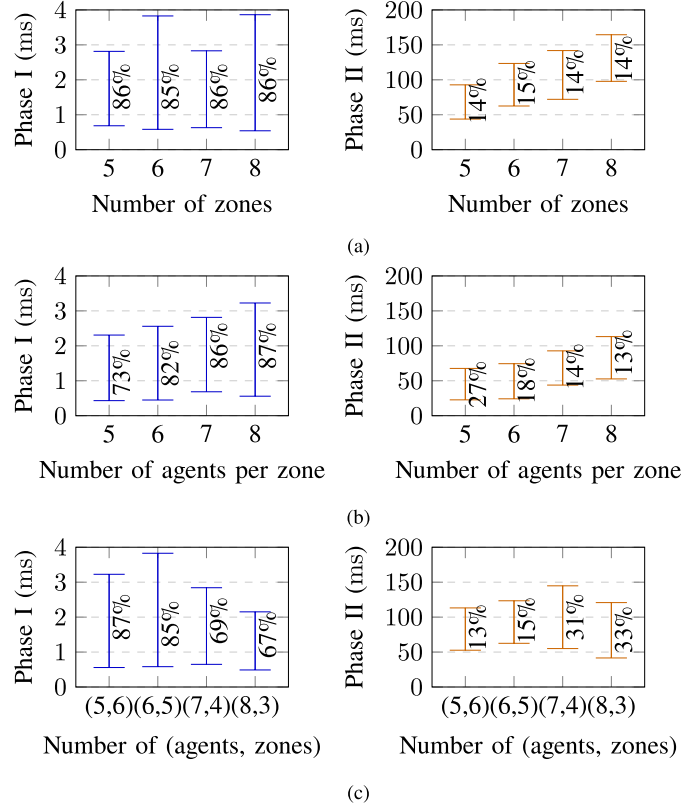 4
3
2
1
0
Phase I (ms)
86%
85%
86%
86%
5 6 7 8
Number of zones
200
150
100
50
0
Phase II (ms)
14%
15%
14%
14%
5 6 7 8
Number of zones
(a)
4
3
2
1
0
Phase I (ms)
73%
82%
86%
87%
5 6 7 8
Number of agents per zone
200
150
100
50
0
Phase II (ms)
27%
18%
14%
13%
5 6 7 8
Number of agents per zone
(b)
4
3
2
1
0
Phase I (ms)
87%
85%
69%
67%
(5,6)(6,5)(7,4)(8,3)
Number of (agents, zones)
200
150
100
50
0
Phase II (ms)
13%
15%
31%
33%
(5,6)(6,5)(7,4)(8,3)
Number of (agents, zones)
(c)